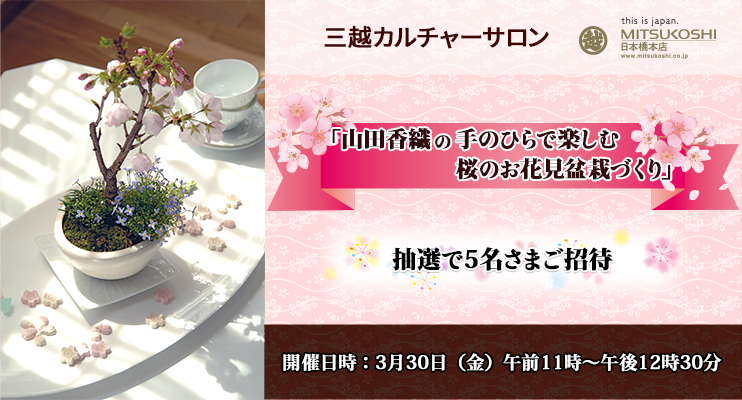 三越カルチャーサロン
this is japan.
MITSUKOSHI
日本橋本店
www.mitsukoshi.co.jp
「山田香織の手のひらで楽しむ
桜のお花見盆栽づくり」
抽選で5名さまご招待
開催日時：3月30日（金）午前11時～午後12時30分